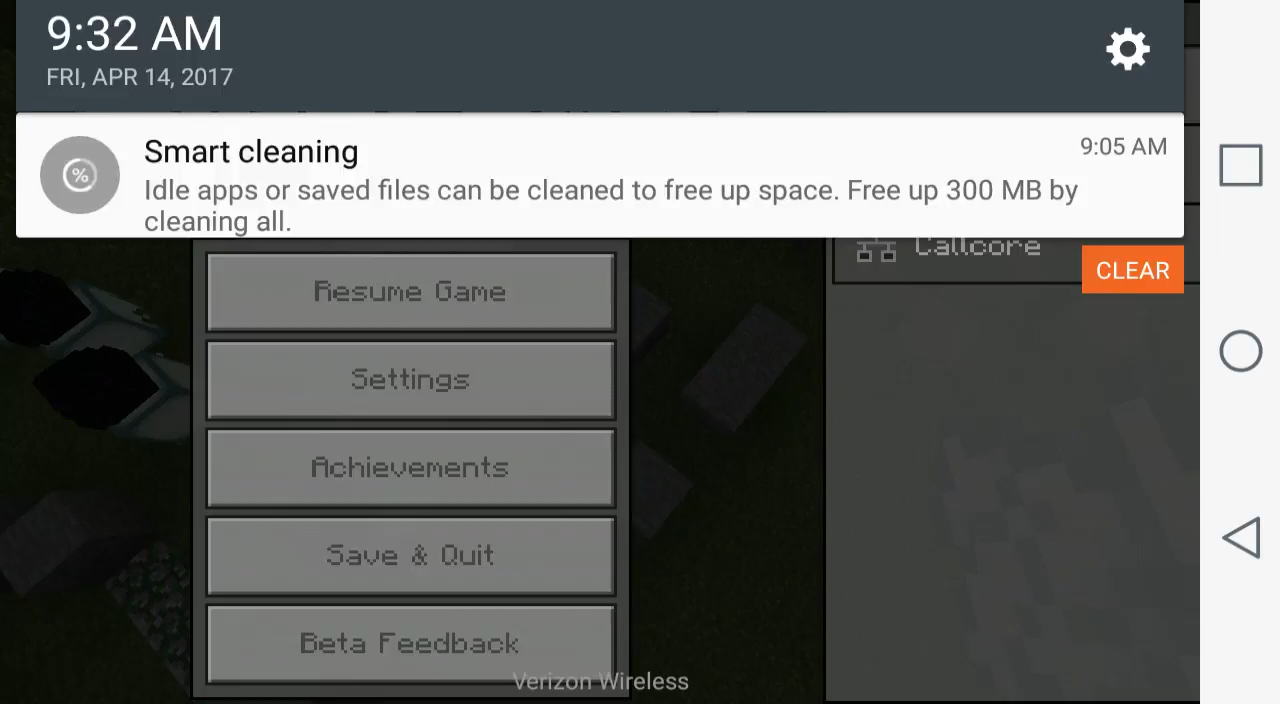 9:32 AM
FRI, APR 14, 2017
Smart cleaning
9:05 AM
Idle apps or saved files can be cleaned to free up space. Free up 300 MB by
cleaning all.
Callcore
CLEAR
Resume Game
Settings
Achievements
Save & Quit
Beta Feedback
Verizon Wireless